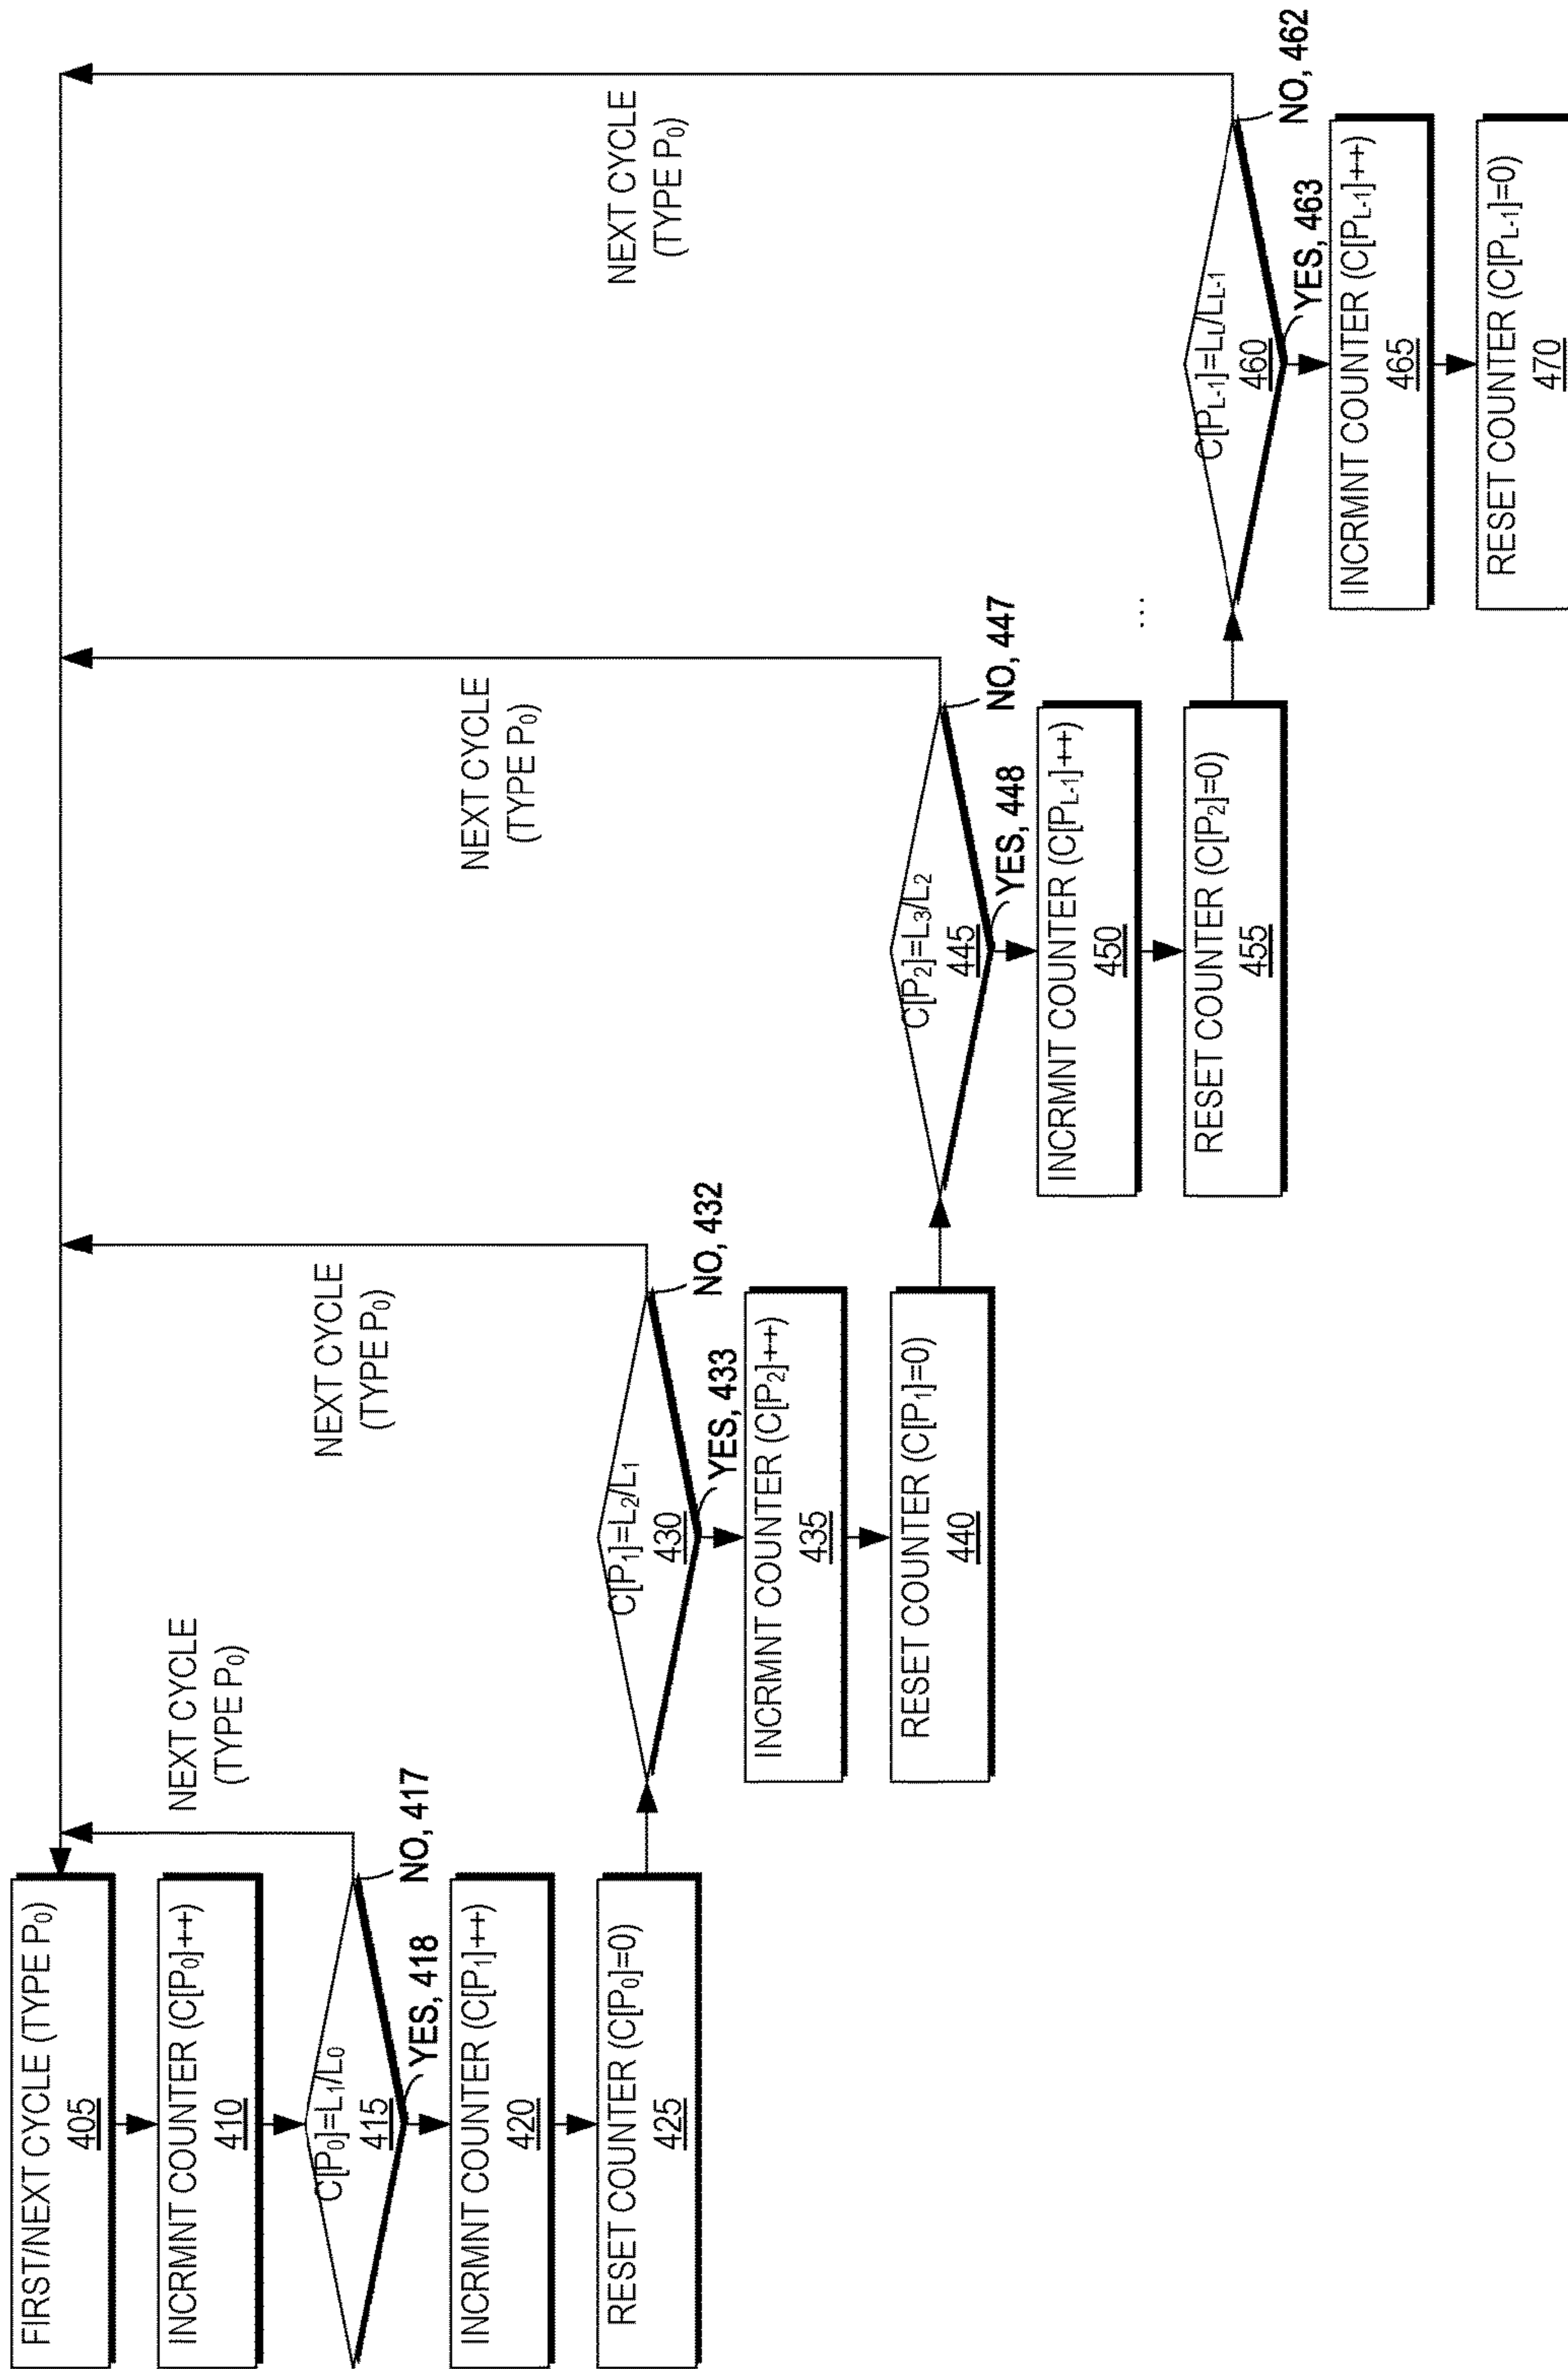 FIRST/NEXT CYCLE (TYPE P₀)
405
INCRMNT COUNTER (C[P₀]++)
410
C[P₀]=L₁/L₀
415
NO, 417
NEXT CYCLE
(TYPE P₀)
YES, 418
INCRMNT COUNTER (C[P₁]++)
420
RESET COUNTER (C[P₀]=0)
425
C[P₁]=L₂/L₁
430
NO, 432
NEXT CYCLE
(TYPE P₀)
YES, 433
INCRMNT COUNTER (C[P₂]++)
435
RESET COUNTER (C[P₁]=0)
440
C[P₂]=L₃/L₂
445
NO, 447
NEXT CYCLE
(TYPE P₀)
YES, 448
INCRMNT COUNTER (C[P_L-1]++)
450
RESET COUNTER (C[P₂]=0)
455
...
C[P_L-1]=L_L/L_L-1
460
NO, 462
NEXT CYCLE
(TYPE P₀)
YES, 463
INCRMNT COUNTER (C[P_L-1]++)
465
RESET COUNTER (C[P_L-1]=0)
470